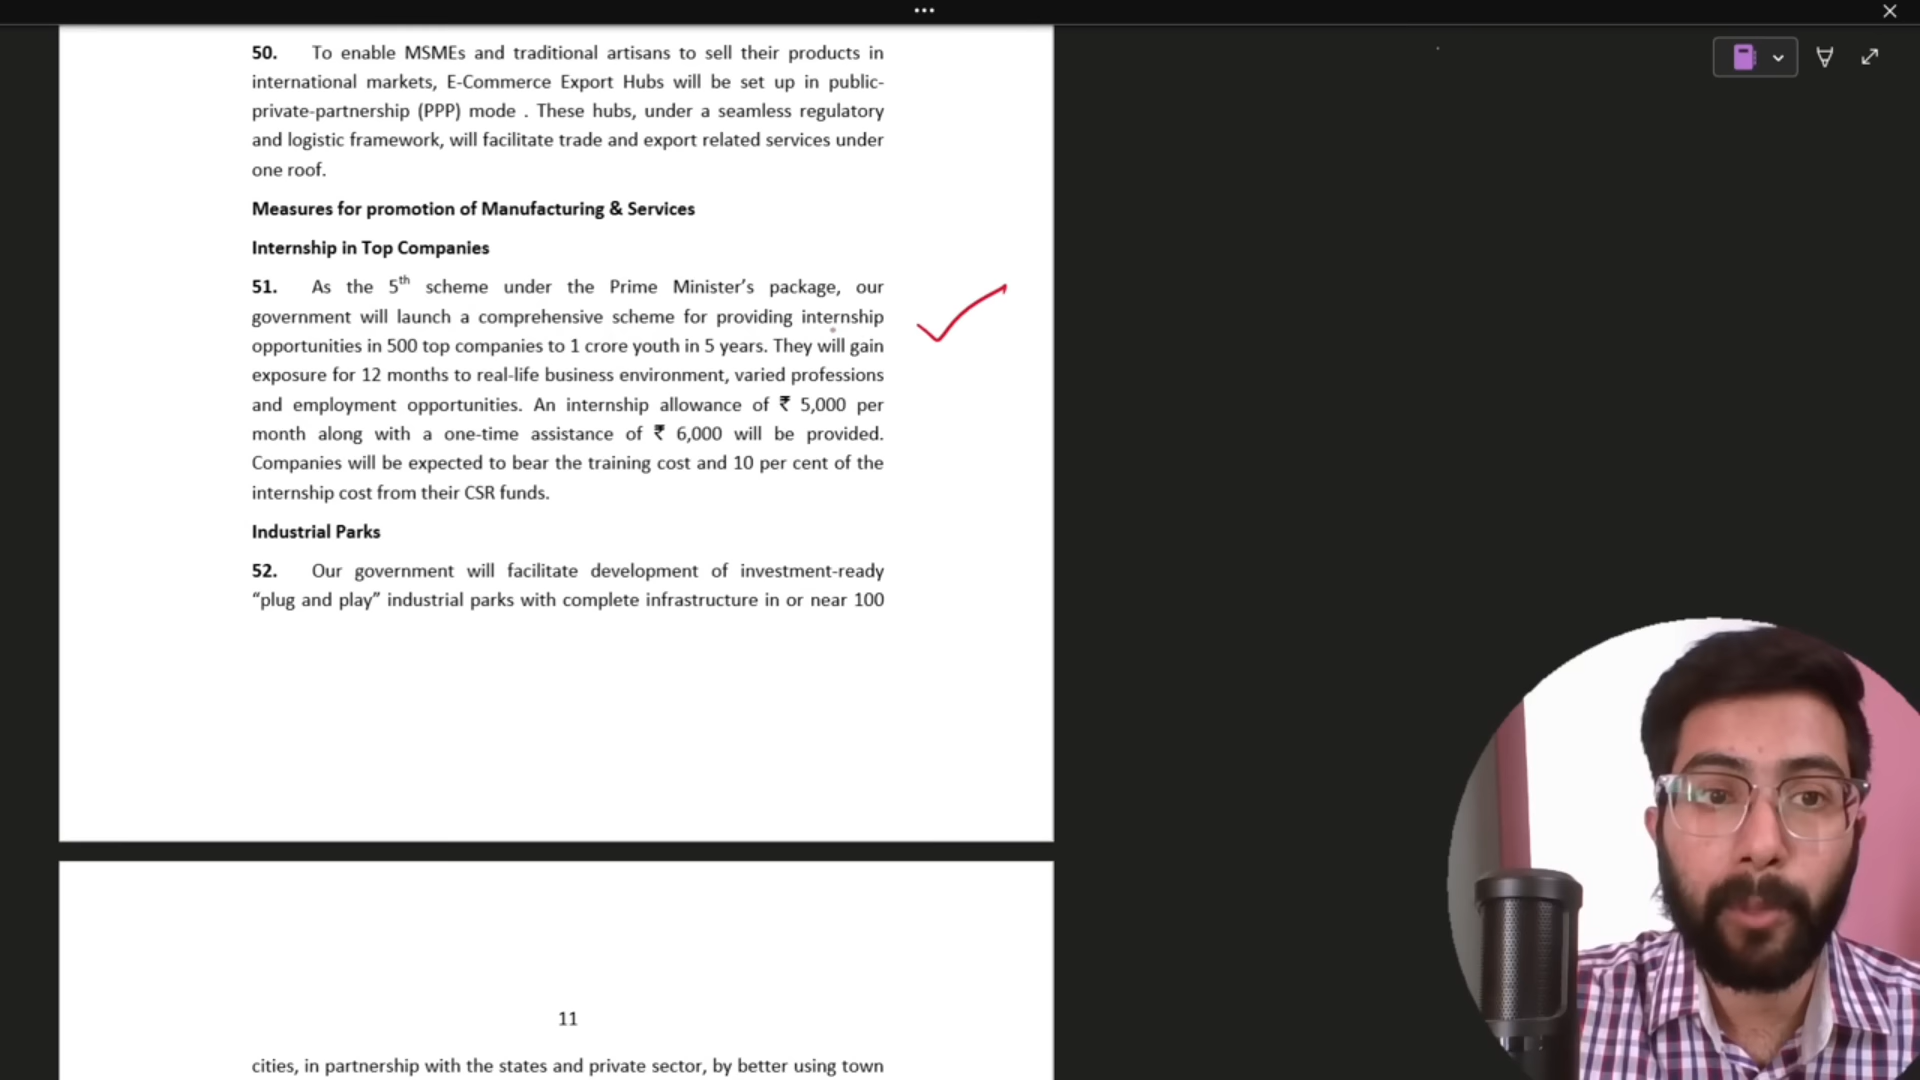 50. To enable MSMEs and traditional artisans to sell their products in
international markets, E-Commerce Export Hubs will be set up in public-
private-partnership (PPP) mode . These hubs, under a seamless regulatory
and logistic framework, will facilitate trade and export related services under
one roof.
Measures for promotion of Manufacturing & Services
Internship in Top Companies
51. As the 5th scheme under the Prime Minister’s package, our
government will launch a comprehensive scheme for providing internship
opportunities in 500 top companies to 1 crore youth in 5 years. They will gain
exposure for 12 months to real-life business environment, varied professions
and employment opportunities. An internship allowance of ₹ 5,000 per
month along with a one-time assistance of ₹ 6,000 will be provided.
Companies will be expected to bear the training cost and 10 per cent of the
internship cost from their CSR funds.
Industrial Parks
52. Our government will facilitate development of investment-ready
“plug and play” industrial parks with complete infrastructure in or near 100
11
cities, in partnership with the states and private sector, by better using town